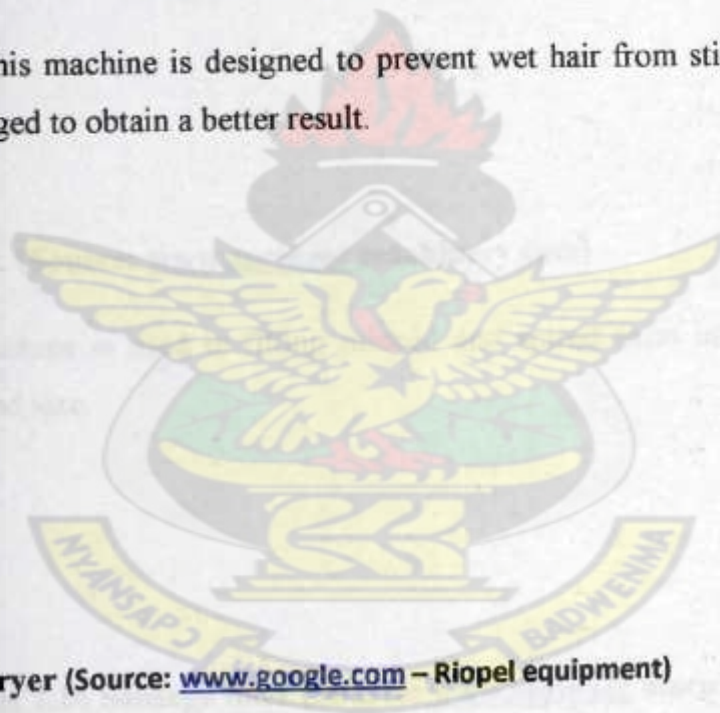 his machine is designed to prevent wet hair from sti
ged to obtain a better result.
NYANSAPƆ
BADWENMA
ryer (Source: www.google.com – Riopel equipment)